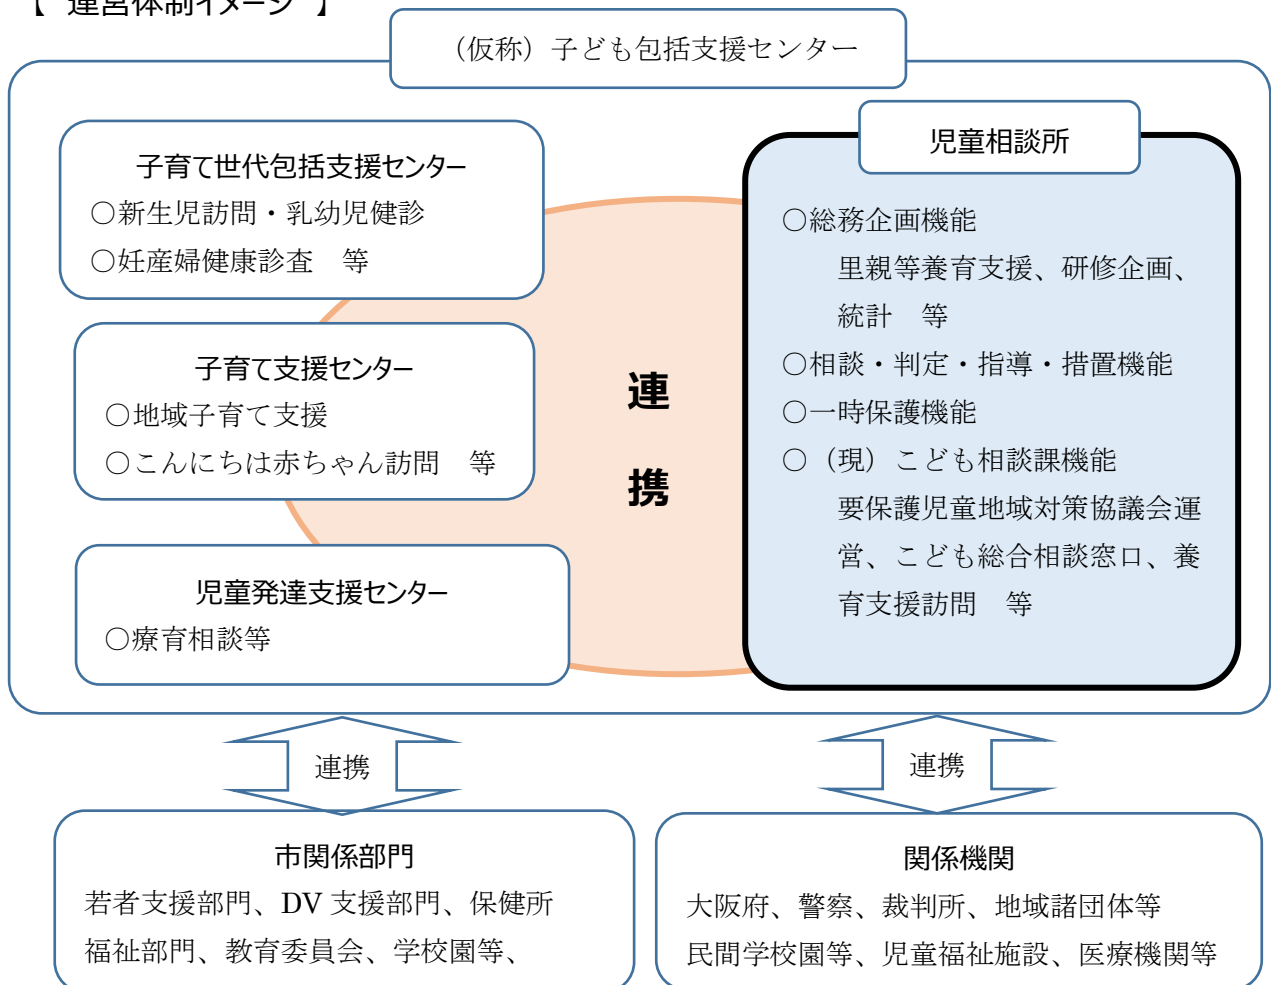 【 運営体制イメージ 】
（仮称）子ども包括支援センター
子育て世代包括支援センター
○新生児訪問・乳幼児健診
○妊産婦健康診査　等
子育て支援センター
○地域子育て支援
○こんにちは赤ちゃん訪問　等
児童発達支援センター
○療育相談等
連
携
児童相談所
○総務企画機能
里親等養育支援、研修企画、
統計　等
○相談・判定・指導・措置機能
○一時保護機能
○（現）こども相談課機能
要保護児童地域対策協議会運
営、こども総合相談窓口、養
育支援訪問　等
連携
連携
市関係部門
若者支援部門、DV 支援部門、保健所
福祉部門、教育委員会、学校園等、
関係機関
大阪府、警察、裁判所、地域諸団体等
民間学校園等、児童福祉施設、医療機関等